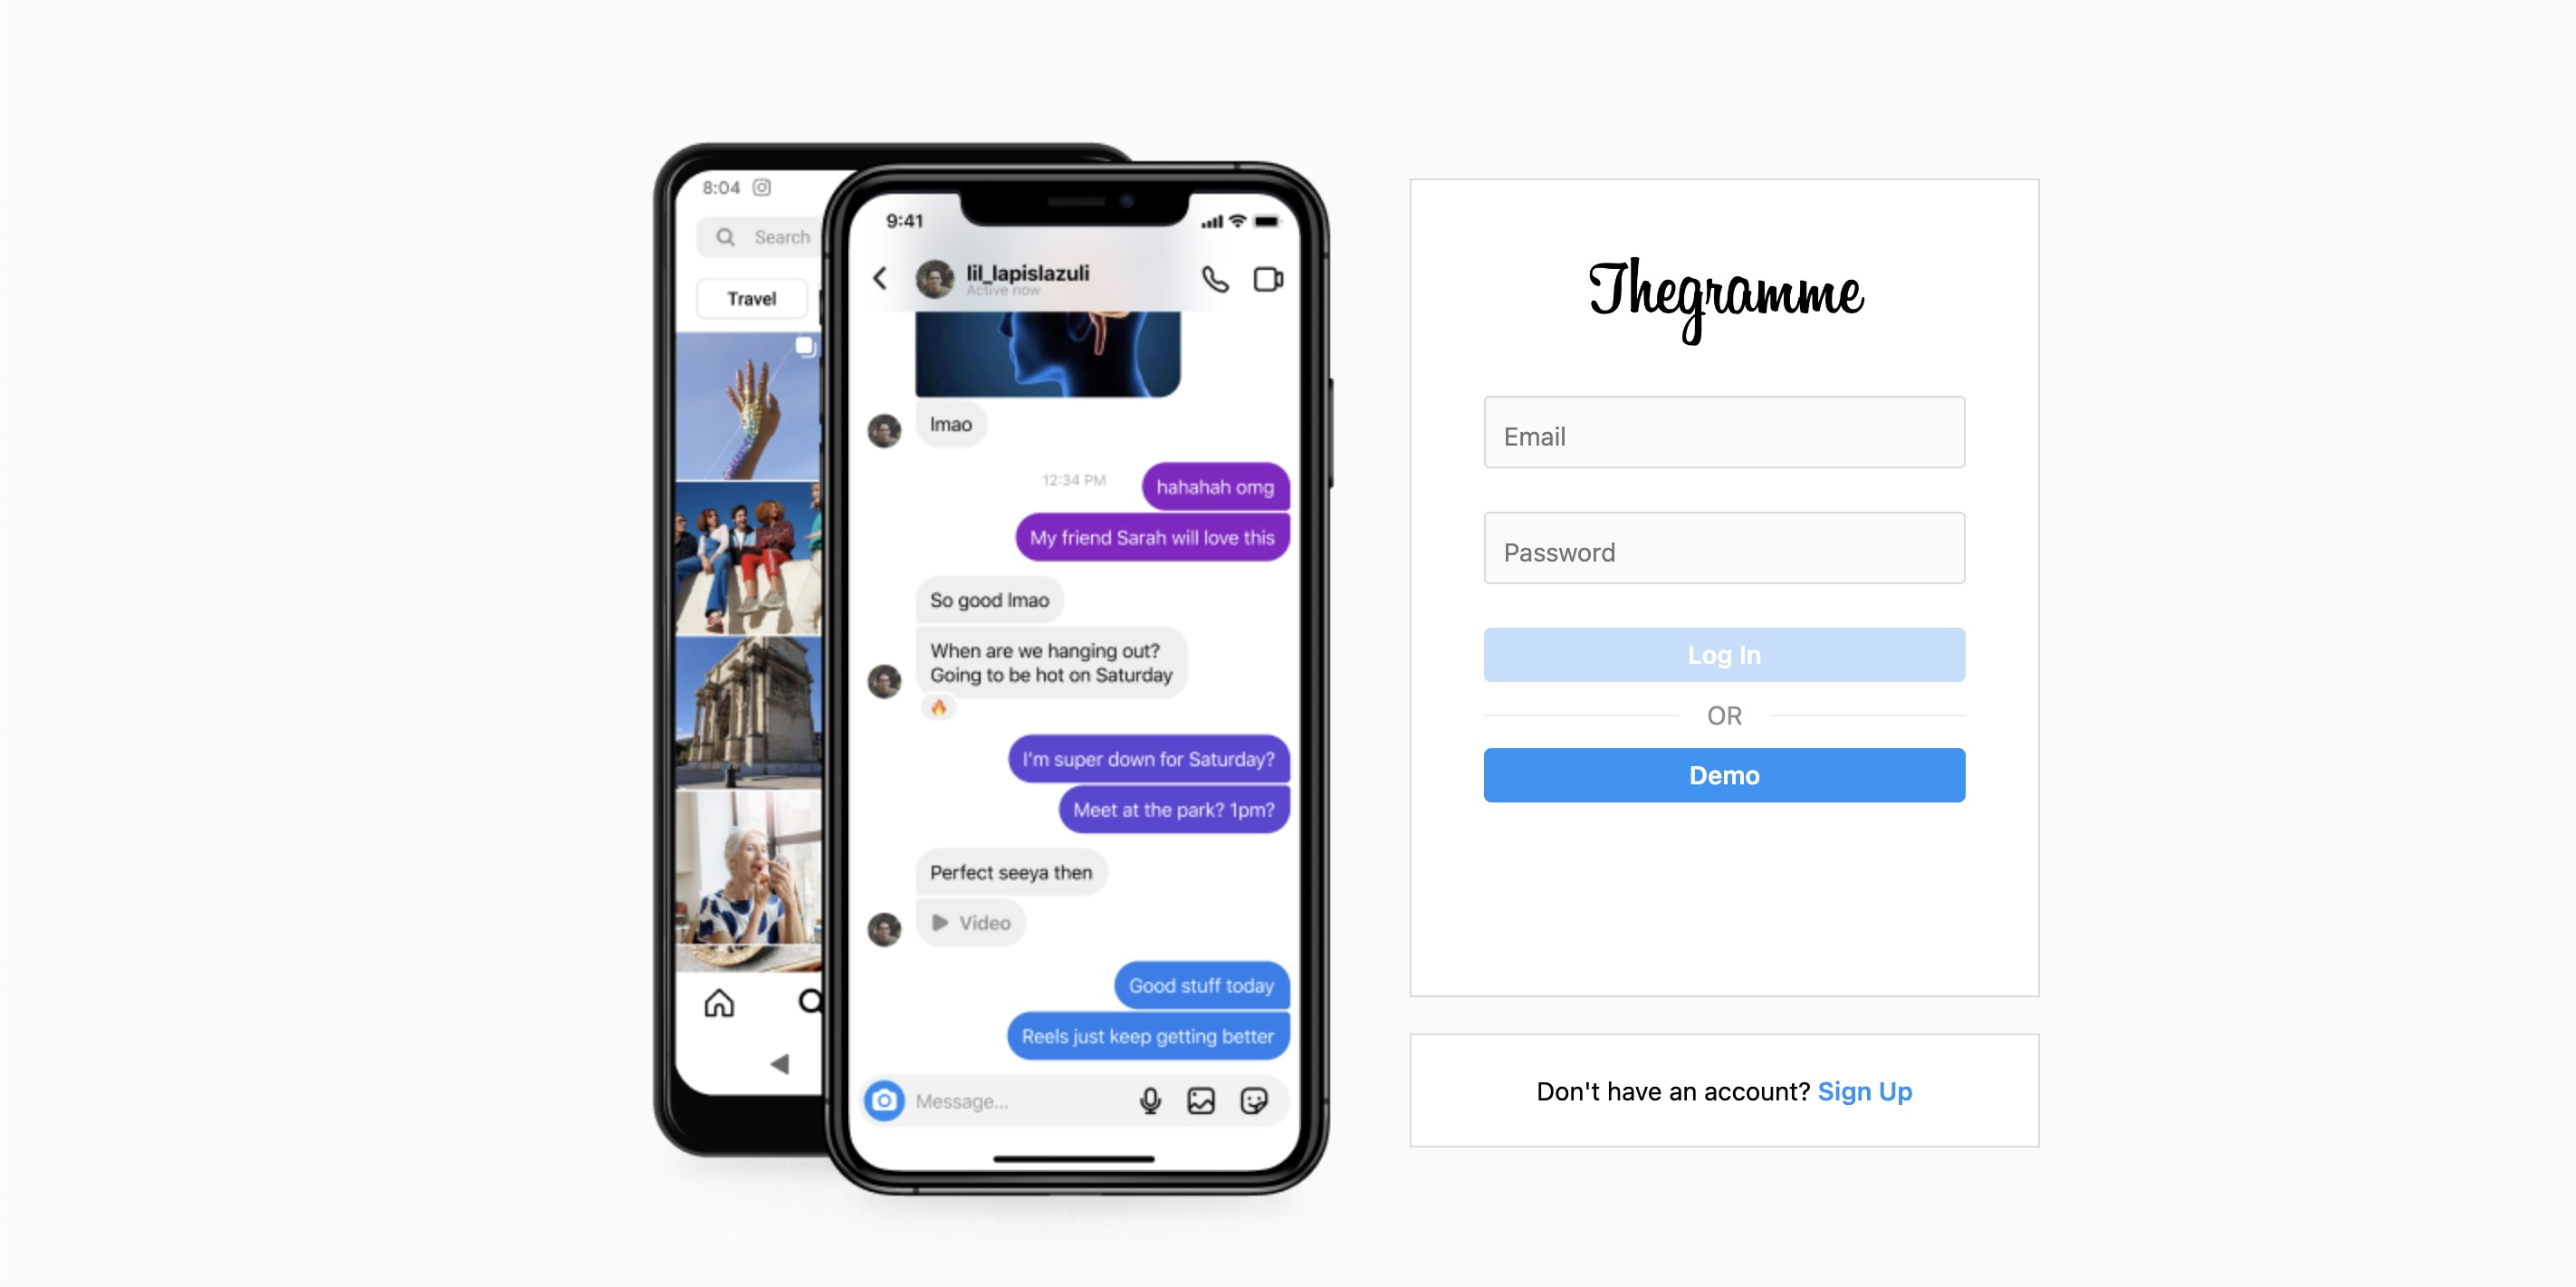 8:04
Search
Travel
9:41
lil_lapislazuli
Active now
lmao
12:34 PM
hahahah omg
My friend Sarah will love this
So good lmao
When are we hanging out?
Going to be hot on Saturday
I'm super down for Saturday?
Meet at the park? 1pm?
Perfect seeya then
Video
Good stuff today
Reels just keep getting better
Message...
Thegramme
Email
Password
Log In
OR
Demo
Don't have an account? Sign Up